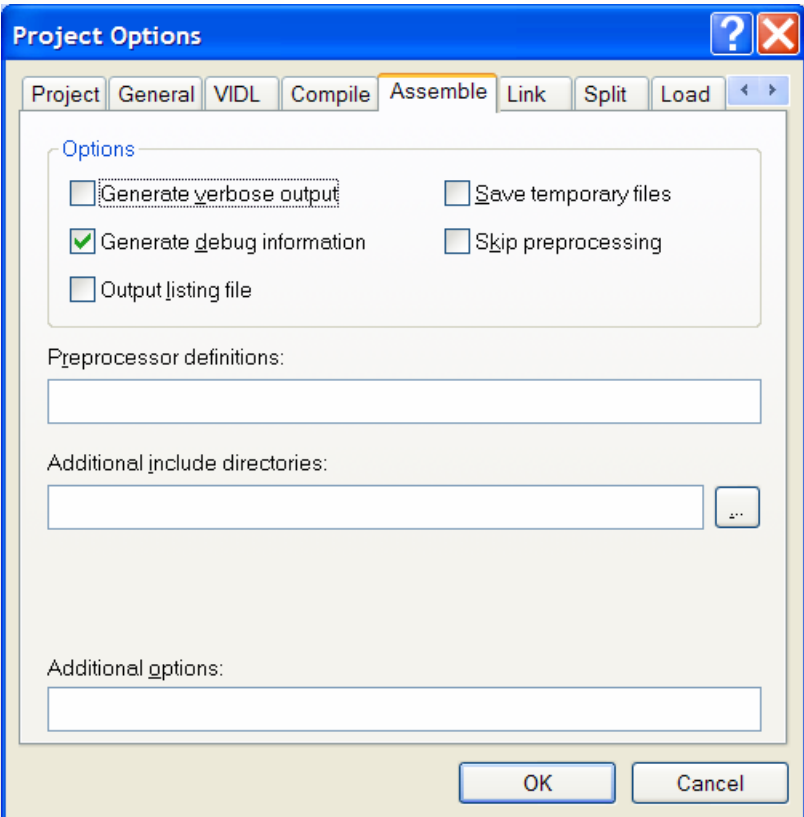 Project Options
Project General VIDL Compile Assemble Link Split Load
Options
Generate verbose output Save temporary files
Generate debug information Skip preprocessing
Output listing file
Preprocessor definitions:
Additional include directories:
...
Additional options:
OK Cancel